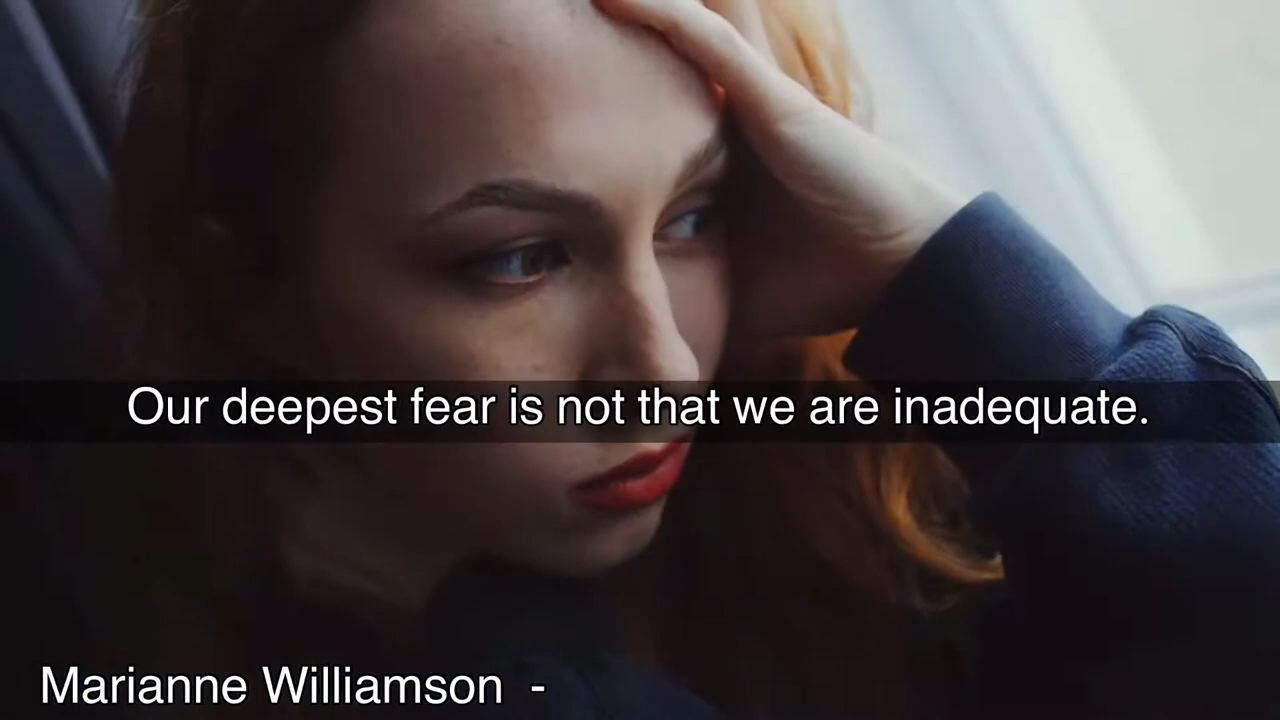 Our deepest fear is not that we are inadequate.
Marianne Williamson -